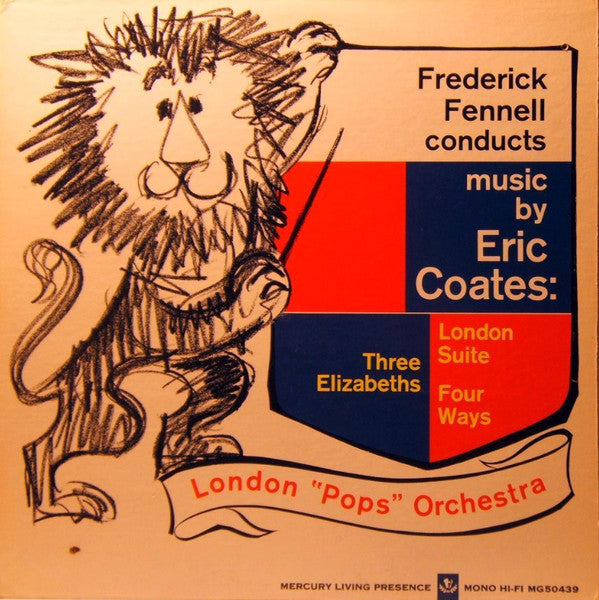 Frederick
Fennell
conducts
music
by
Eric
Coates:
Three
Elizabeths
London
Suite
Four
Ways
London "Pops" Orchestra
MERCURY LIVING PRESENCE MONO HI-FI MG50439